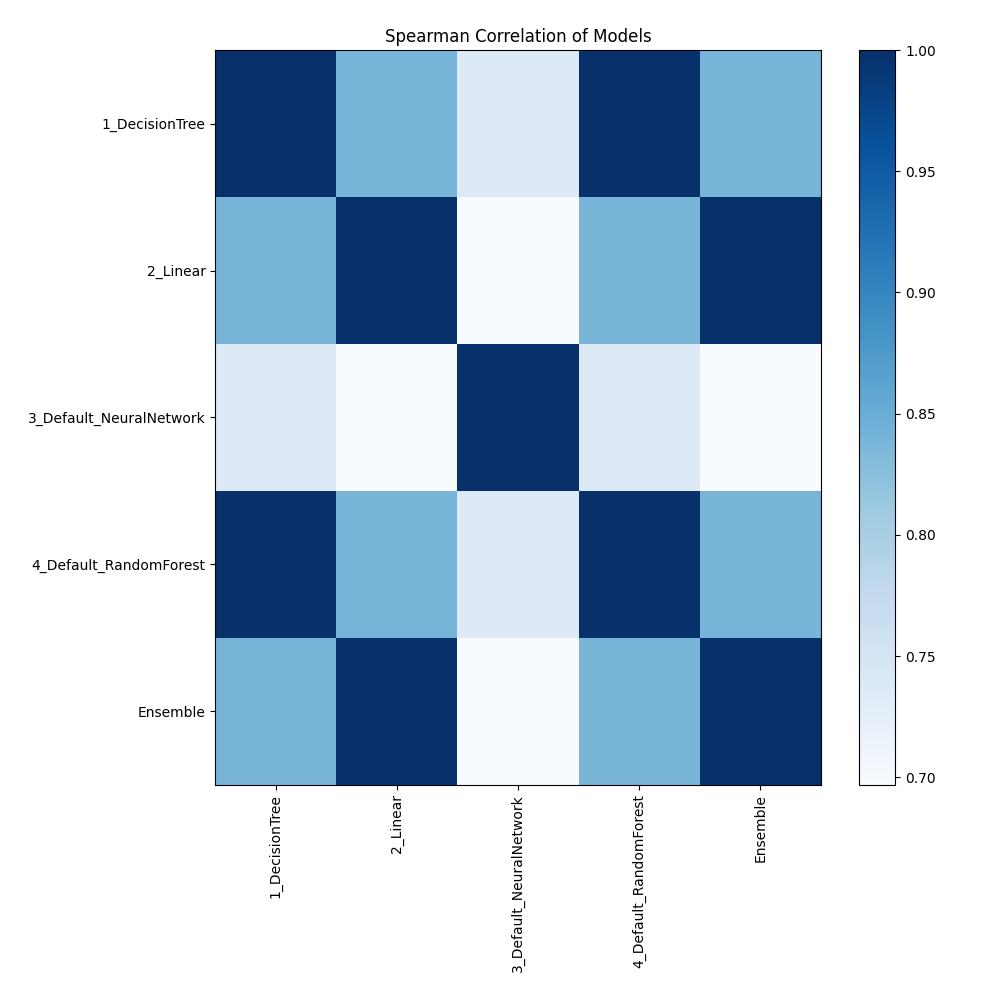 Spearman Correlation of Models
1_DecisionTree
2_Linear
3_Default_NeuralNetwork
4_Default_RandomForest
Ensemble
1_DecisionTree
2_Linear
3_Default_NeuralNetwork
4_Default_RandomForest
Ensemble
1.00
0.95
0.90
0.85
0.80
0.75
0.70